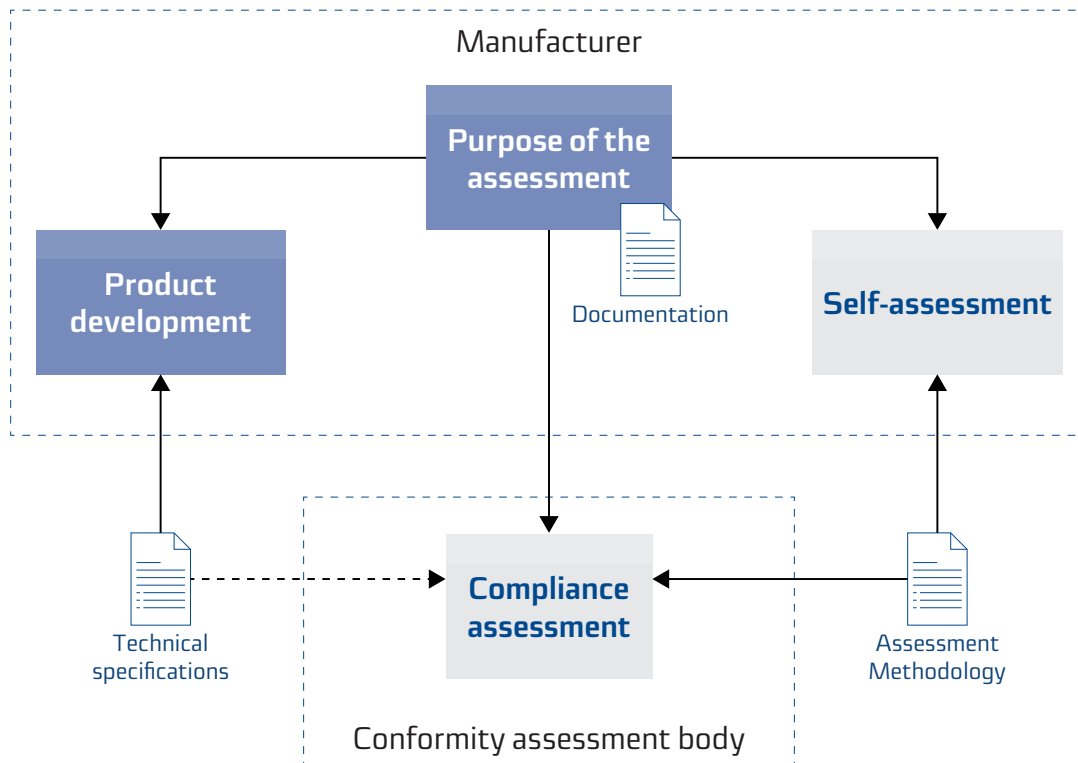 Manufacturer
Purpose of the
assessment
Documentation
Product
development
Self-assessment
Technical
specifications
Compliance
assessment
Assessment
Methodology
Conformity assessment body